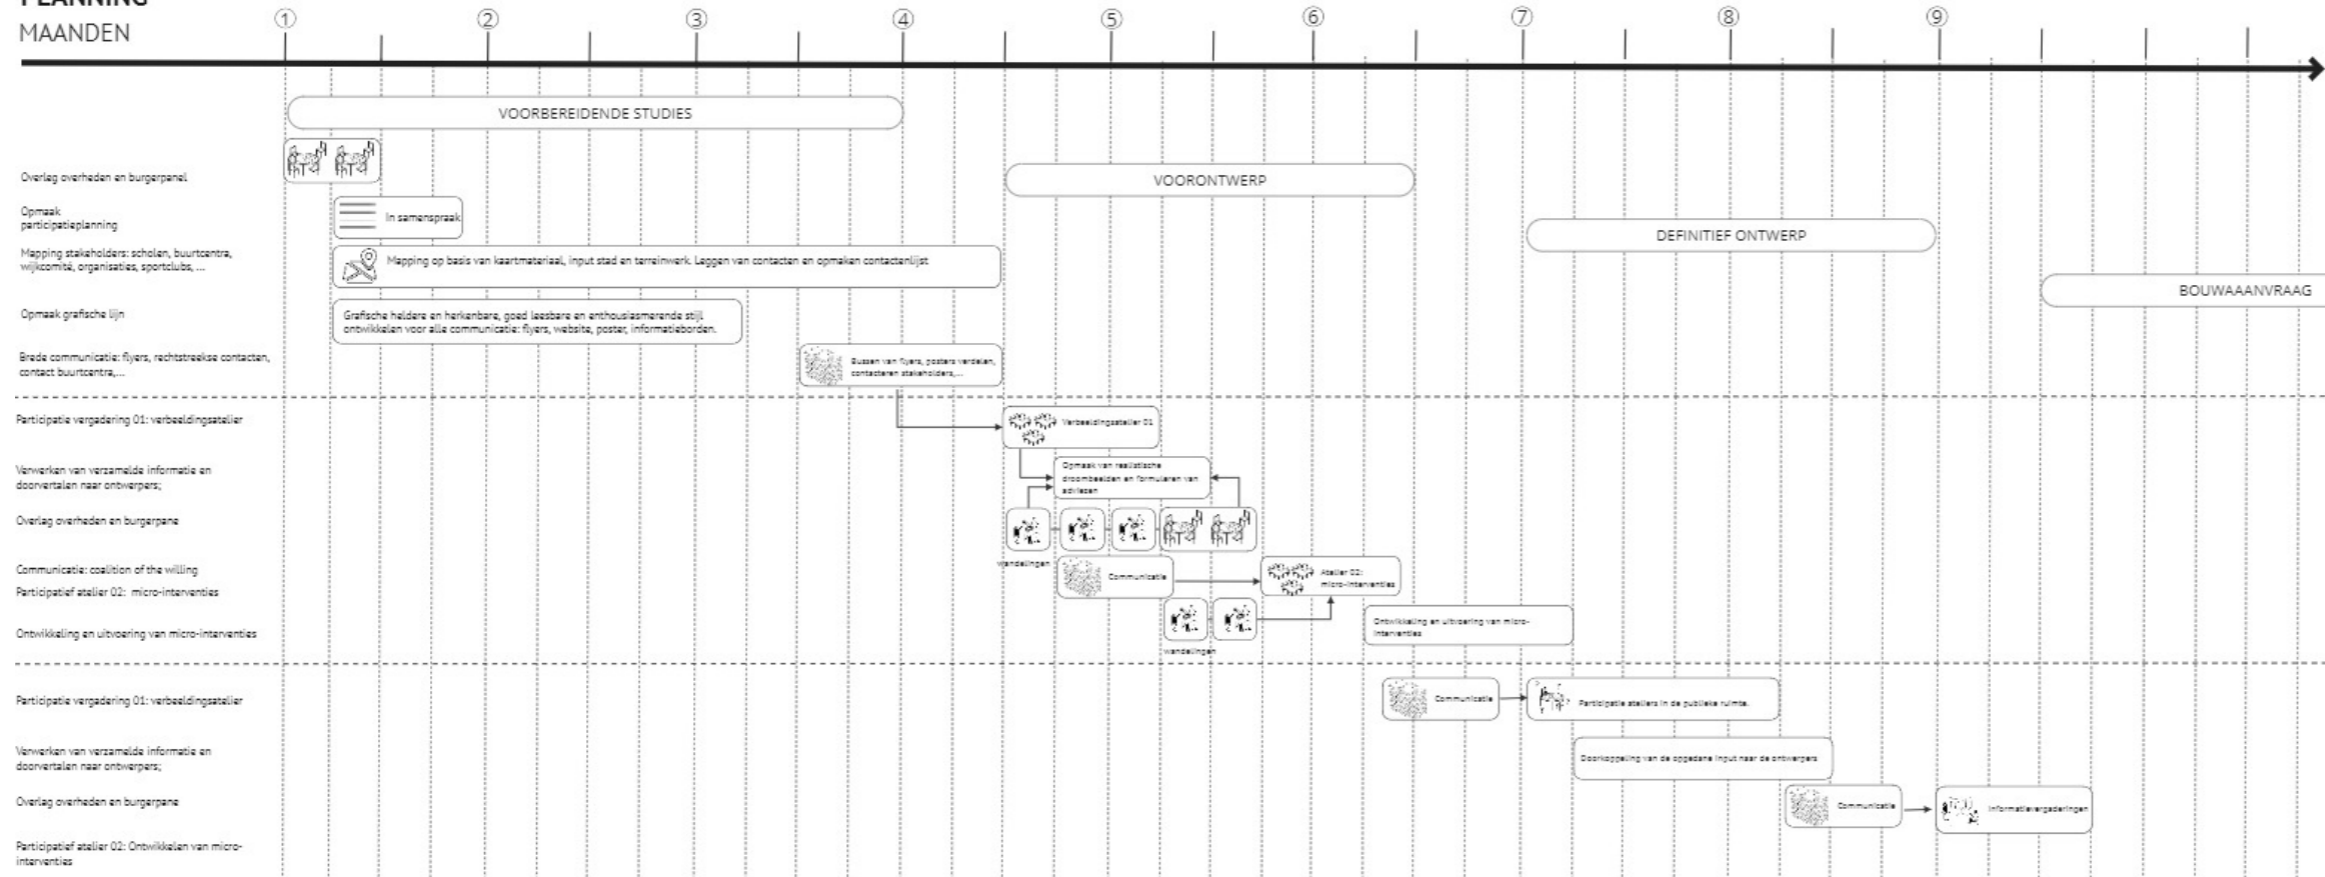 PLANNING
MAANDEN
1
2
3
4
5
6
7
8
9
VOORBEREIDENDE STUDIES
VOORONTWERP
DEFINITIEF ONTWERP
BOUWAAANVRAAG
Overleg overheden en burgerpanel
Opmaak
participatieplanning
In samenspraak
Mapping stakeholders: scholen, buurtcentra,
wijkcomité, organisaties, sportclubs, ...
Mapping op basis van kaartmateriaal, input stad en terreinwerk. Leggen van contacten en opmaken contactenlijst
Opmaak grafische lijn
Grafische heldere en herkenbare, goed leesbare en enthousiasmerende stijl
ontwikkelen voor alle communicatie: flyers, website, poster, informatieborden.
Brede communicatie: flyers, rechtstreekse contacten,
contact buurtcentra,...
Bussen van flyers, posters verdelen,
contacteren stakeholders,...
Participatie vergadering 01: verbeeldingsatelier
Verbeeldingsatelier 01
Verwerken van verzamelde informatie en
doorvertalen naar ontwerpers;
Opmaak van realistische
droombeelden en formuleren van
adviezen
Overlag overheden en burgerpane
wandelingen
Communicatie: coalition of the willing
Communicatie
Atelier 02:
micro-interventies
Participatief atelier 02: micro-interventies
Ontwikkeling en uitvoering van micro-interventies
Ontwikkeling en uitvoering van micro-
interventies
wandelingen
Participatie vergadering 01: verbeeldingsatelier
Communicatie
Participatie ateliers in de publieke ruimte.
Verwerken van verzamelde informatie en
doorvertalen naar ontwerpers;
Doorkoppeling van de opgedane input naar de ontwerpers
Overlag overheden en burgerpane
Communicatie
Informatievergaderingen
Participatief atelier 02: Ontwikkelen van micro-
interventies